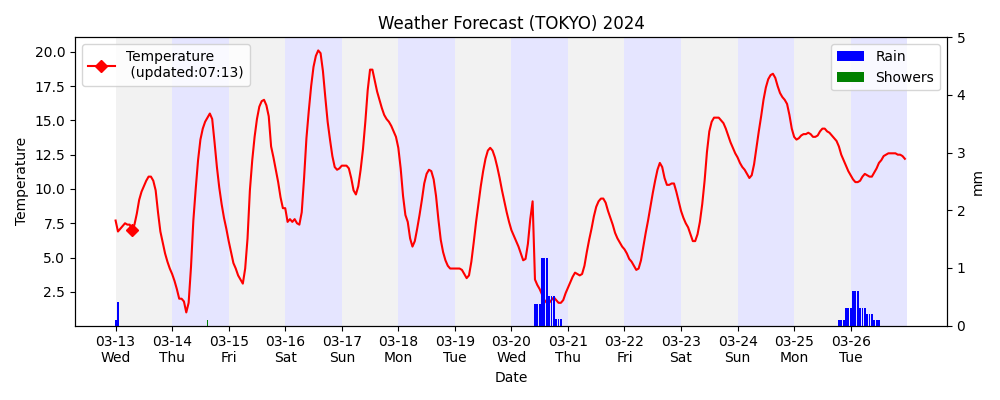 Weather Forecast (TOKYO) 2024
Temperature
(updated:07:13)
Rain
Showers
Temperature
20.0
17.5
15.0
12.5
10.0
7.5
5.0
2.5
5
4
3
2
1
0
mm
03-13 03-14 03-15 03-16 03-17 03-18 03-19 03-20 03-21 03-22 03-23 03-24 03-25 03-26
Wed Thu Fri Sat Sun Mon Tue Wed Thu Fri Sat Sun Mon Tue
Date